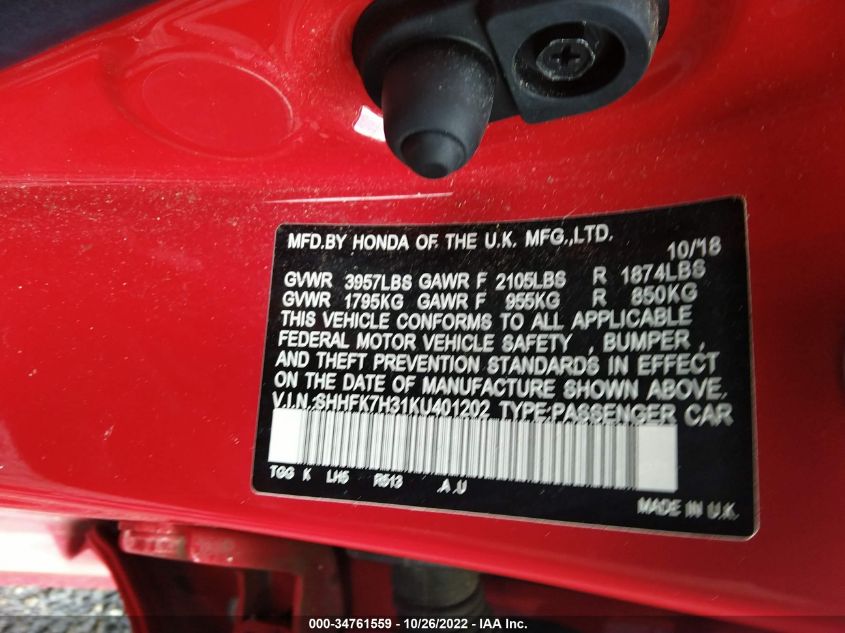 MFD.BY HONDA OF THE U.K. MFG.,LTD.
10/18
GVWR 3957LBS GAWR F 2105LBS R 1874LBS
GVWR 1795KG GAWR F 955KG R 850KG
THIS VEHICLE CONFORMS TO ALL APPLICABLE
FEDERAL MOTOR VEHICLE SAFETY , BUMPER ,
AND THEFT PREVENTION STANDARDS IN EFFECT
ON THE DATE OF MANUFACTURE SHOWN ABOVE.
V.I.N:SHHFK7H31KU401202 TYPE:PASSENGER CAR
TGG K LH5 R513 .A .U
MADE IN U.K.
000-34761559 - 10/26/2022 - IAA Inc.